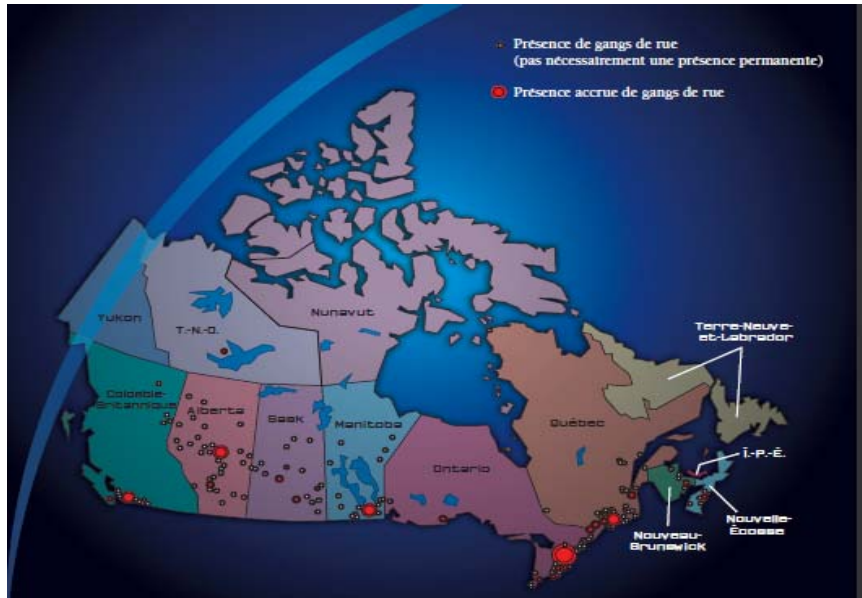 Présence de gangs de rue
(pas nécessairement une présence permanente)
Présence accrue de gangs de rue
Yukon
T.-N.-O.
Nunavut
Terre-Neuve-
et-Labrador
Colombie-
Britannique
Alberta
Sask
Manitoba
Ontario
Québec
Î.-P.-É.
Nouvelle-
Écosse
Nouveau-
Brunswick